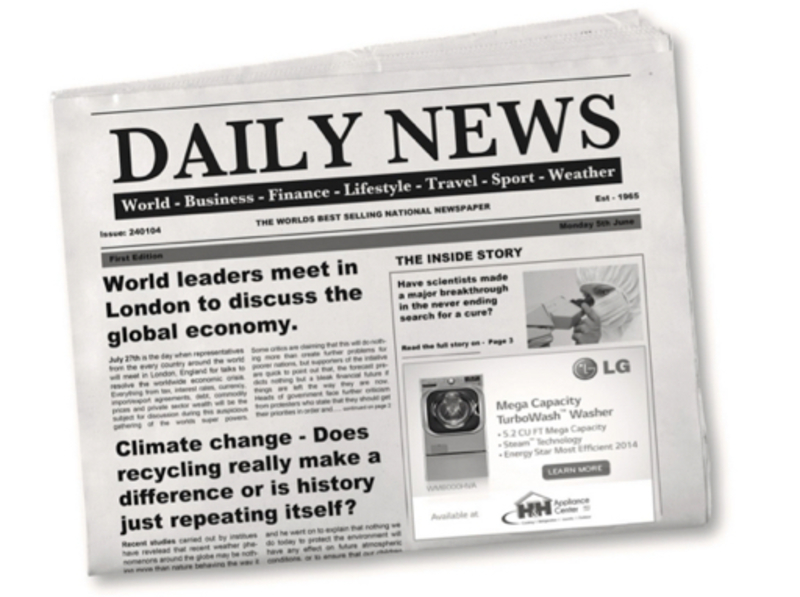 DAILY NEWS
World - Business - Finance - Lifestyle - Travel - Sport - Weather
Issue: 240104
THE WORLDS BEST SELLING NATIONAL NEWSPAPER
Est - 1965
First Edition
Monday 5th June
World leaders meet in
London to discuss the
global economy.
July 27th is the day when representatives
from the every country around the world
will meet in London, England for talks to
resolve the worldwide economic crisis.
Everything from tax, interest rates, currency,
import/export agreements, debt, commodity
prices and private sector wealth will be the
subject for discussion during this auspicious
gathering of the worlds super powers.
Some critics are claiming that this will do noth-
ing more than create further problems for
poorer nations, but supporters of the iniative
are quick to point out that, the forecast pre-
dicts nothing but a bleak financial future if
things are left the way they are now.
Heads of government face further criticism
from protesters who state that they should get
their priorities in order and..... continued on page 2
Climate change - Does
recycling really make a
difference or is history
just repeating itself?
Recent studies carried out by institues
have revelead that recent weather phe-
nomenons around the globe may be noth-
ing more than nature behaving the way it
and he went on to explain that nothing we
do today to protect the environment will
have any effect on future atmospheric
conditions, or to ensure that our children
THE INSIDE STORY
Have scientists made
a major breakthrough
in the never ending
search for a cure?
Read the full story on - Page 3
LG
Mega Capacity
TurboWash™ Washer
• 5.2 CU FT Mega Capacity
• Steam™ Technology
• Energy Star Most Efficient 2014
LEARN MORE
Available at:
H&H Appliance
Center